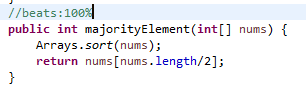 //beats:100%
public int majorityElement(int[] nums) {
    Arrays.sort(nums);
    return nums[nums.length/2];
}